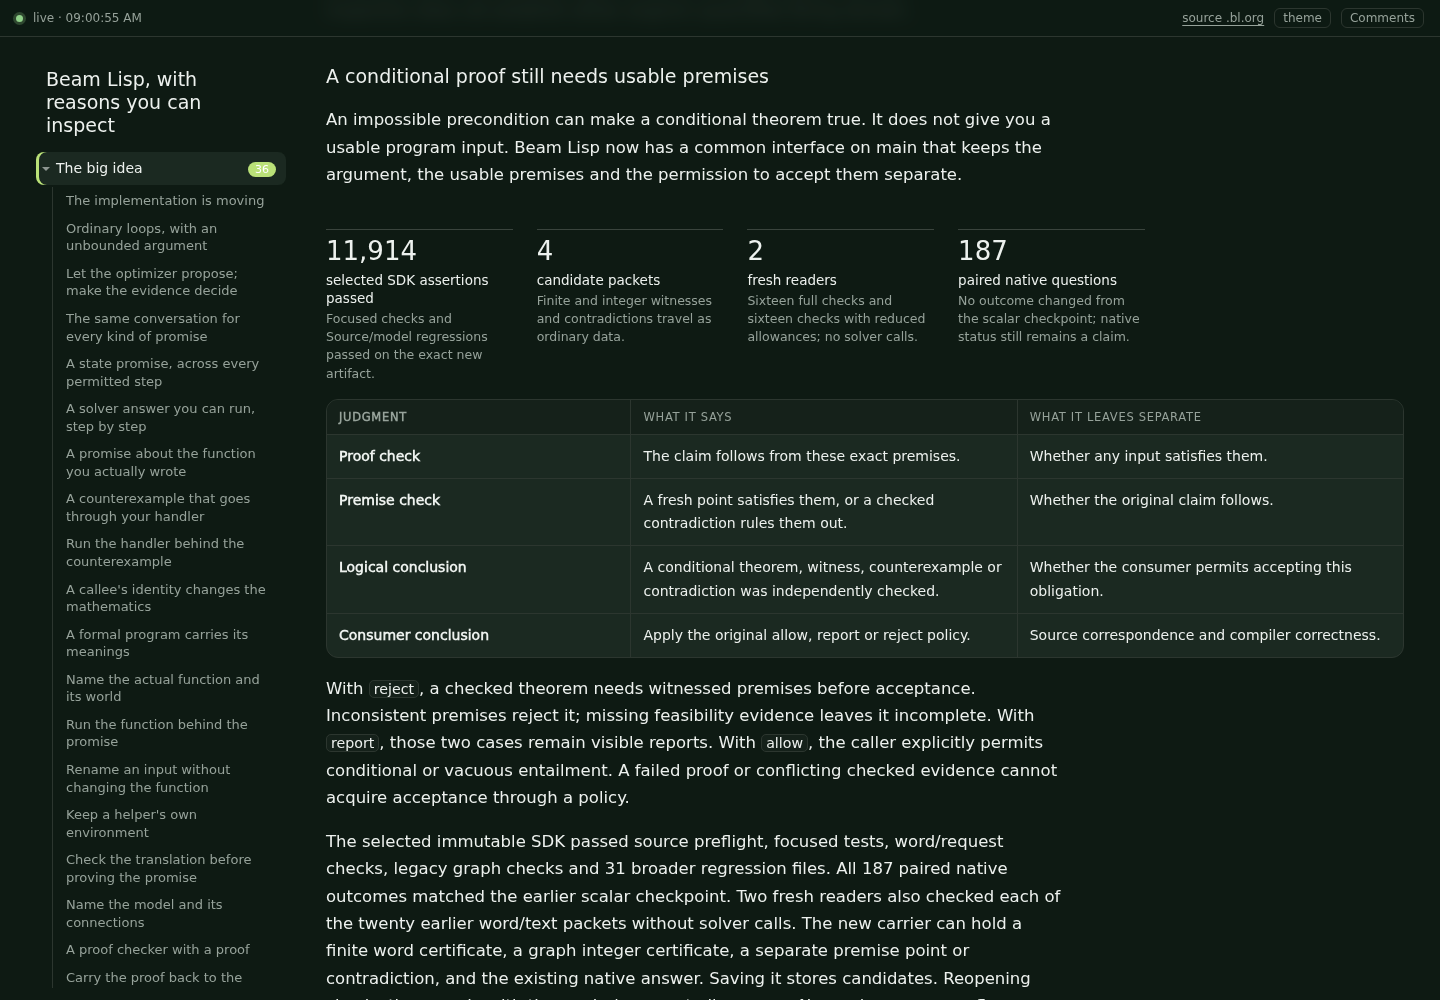 live · 09:00:55 AM
source .bl.org
theme
Comments
Beam Lisp, with
reasons you can
inspect
The big idea
36
The implementation is moving
Ordinary loops, with an
unbounded argument
Let the optimizer propose;
make the evidence decide
The same conversation for
every kind of promise
A state promise, across every
permitted step
A solver answer you can run,
step by step
A promise about the function
you actually wrote
A counterexample that goes
through your handler
Run the handler behind the
counterexample
A callee's identity changes the
mathematics
A formal program carries its
meanings
Name the actual function and
its world
Run the function behind the
promise
Rename an input without
changing the function
Keep a helper's own
environment
Check the translation before
proving the promise
Name the model and its
connections
A proof checker with a proof
Carry the proof back to the
A conditional proof still needs usable premises
An impossible precondition can make a conditional theorem true. It does not give you a
usable program input. Beam Lisp now has a common interface on main that keeps the
argument, the usable premises and the permission to accept them separate.
11,914
selected SDK assertions
passed
Focused checks and
Source/model regressions
passed on the exact new
artifact.
4
candidate packets
Finite and integer witnesses
and contradictions travel as
ordinary data.
2
fresh readers
Sixteen full checks and
sixteen checks with reduced
allowances; no solver calls.
187
paired native questions
No outcome changed from
the scalar checkpoint; native
status still remains a claim.
JUDGMENT
WHAT IT SAYS
WHAT IT LEAVES SEPARATE
Proof check
The claim follows from these exact premises.
Whether any input satisfies them.
Premise check
A fresh point satisfies them, or a checked
contradiction rules them out.
Whether the original claim follows.
Logical conclusion
A conditional theorem, witness, counterexample or
contradiction was independently checked.
Whether the consumer permits accepting this
obligation.
Consumer conclusion
Apply the original allow, report or reject policy.
Source correspondence and compiler correctness.
With reject, a checked theorem needs witnessed premises before acceptance.
Inconsistent premises reject it; missing feasibility evidence leaves it incomplete. With
report, those two cases remain visible reports. With allow, the caller explicitly permits
conditional or vacuous entailment. A failed proof or conflicting checked evidence cannot
acquire acceptance through a policy.
The selected immutable SDK passed source preflight, focused tests, word/request
checks, legacy graph checks and 31 broader regression files. All 187 paired native
outcomes matched the earlier scalar checkpoint. Two fresh readers also checked each of
the twenty earlier word/text packets without solver calls. The new carrier can hold a
finite word certificate, a graph integer certificate, a separate premise point or
contradiction, and the existing native answer. Saving it stores candidates. Reopening